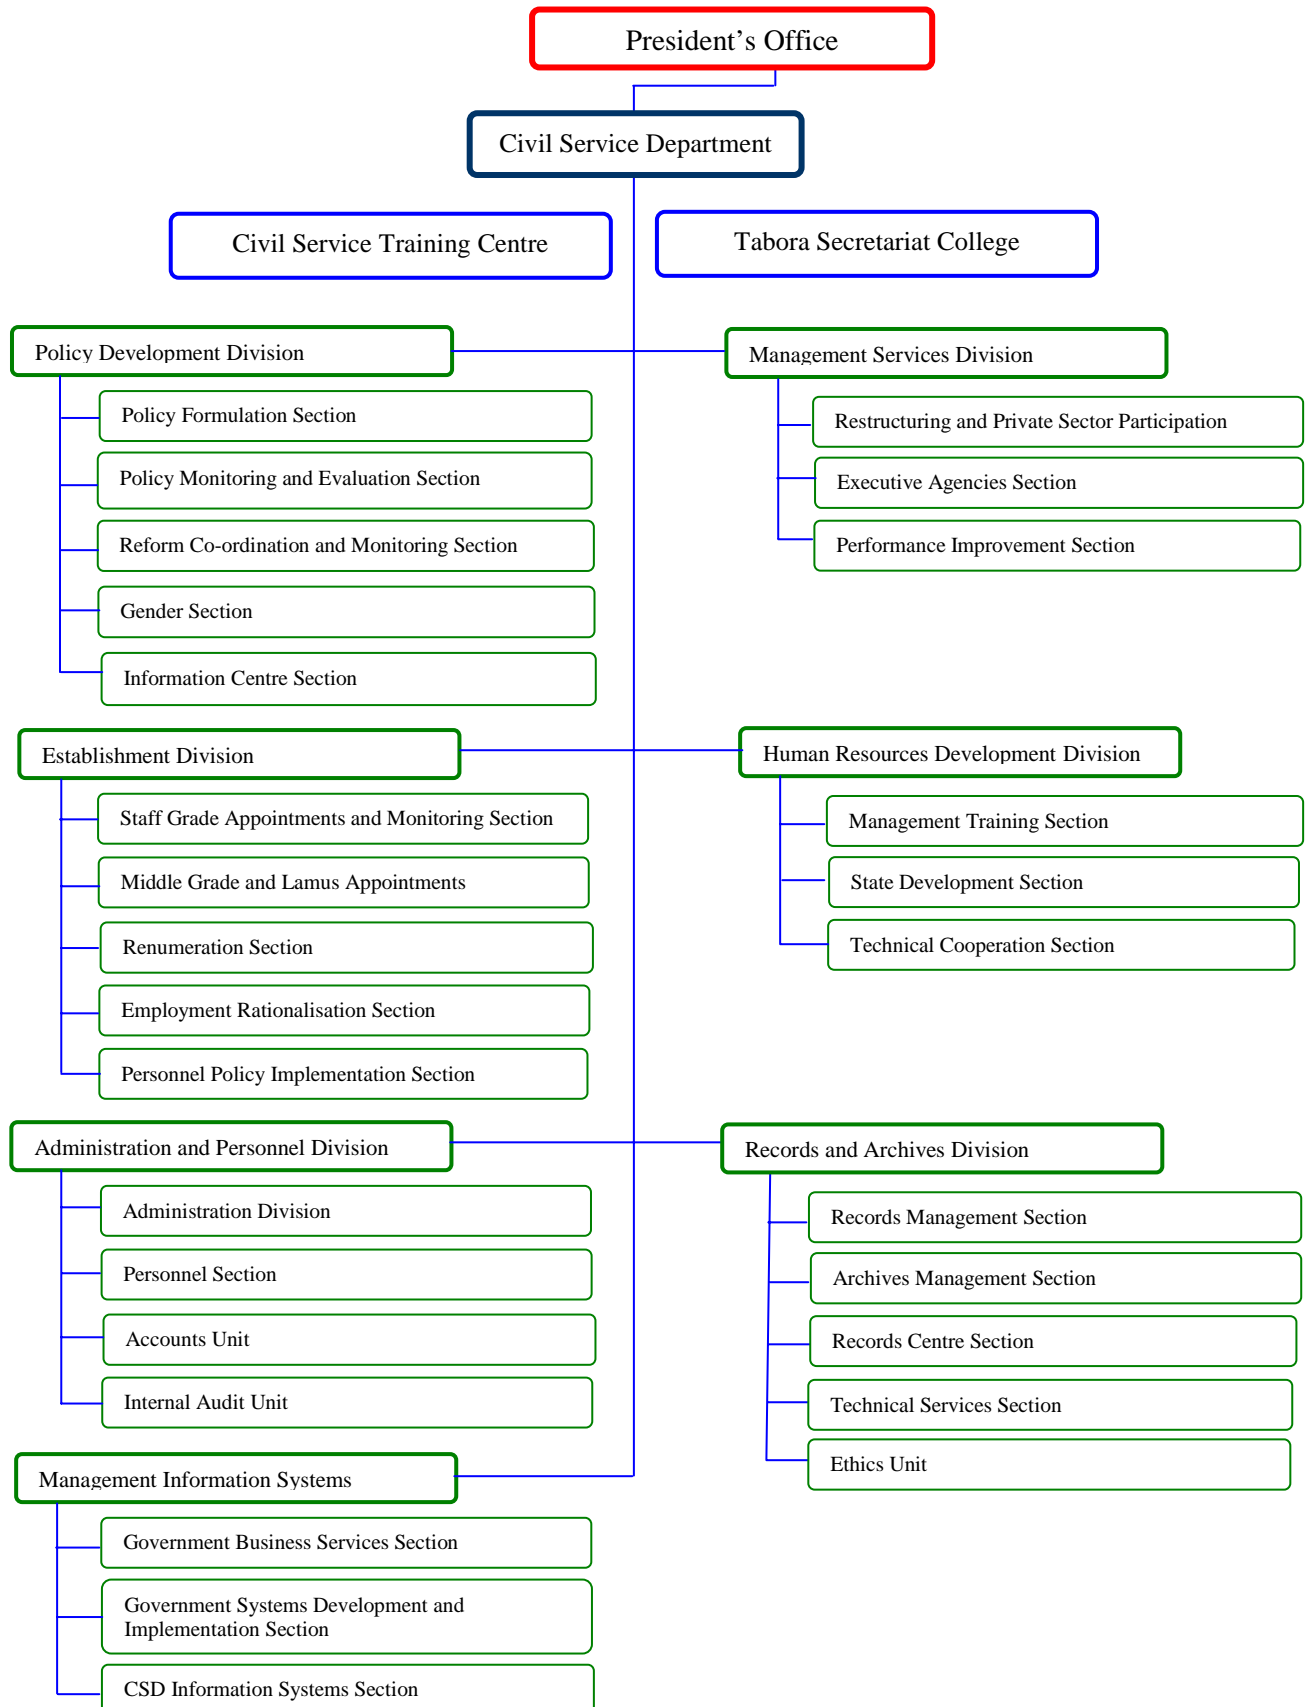 President’s Office
Civil Service Department
Civil Service Training Centre
Tabora Secretariat College
Policy Development Division
Policy Formulation Section
Policy Monitoring and Evaluation Section
Reform Co-ordination and Monitoring Section
Gender Section
Information Centre Section
Management Services Division
Restructuring and Private Sector Participation
Executive Agencies Section
Performance Improvement Section
Establishment Division
Staff Grade Appointments and Monitoring Section
Middle Grade and Lamus Appointments
Renumeration Section
Employment Rationalisation Section
Personnel Policy Implementation Section
Human Resources Development Division
Management Training Section
State Development Section
Technical Cooperation Section
Administration and Personnel Division
Administration Division
Personnel Section
Accounts Unit
Internal Audit Unit
Records and Archives Division
Records Management Section
Archives Management Section
Records Centre Section
Technical Services Section
Ethics Unit
Management Information Systems
Government Business Services Section
Government Systems Development and
Implementation Section
CSD Information Systems Section